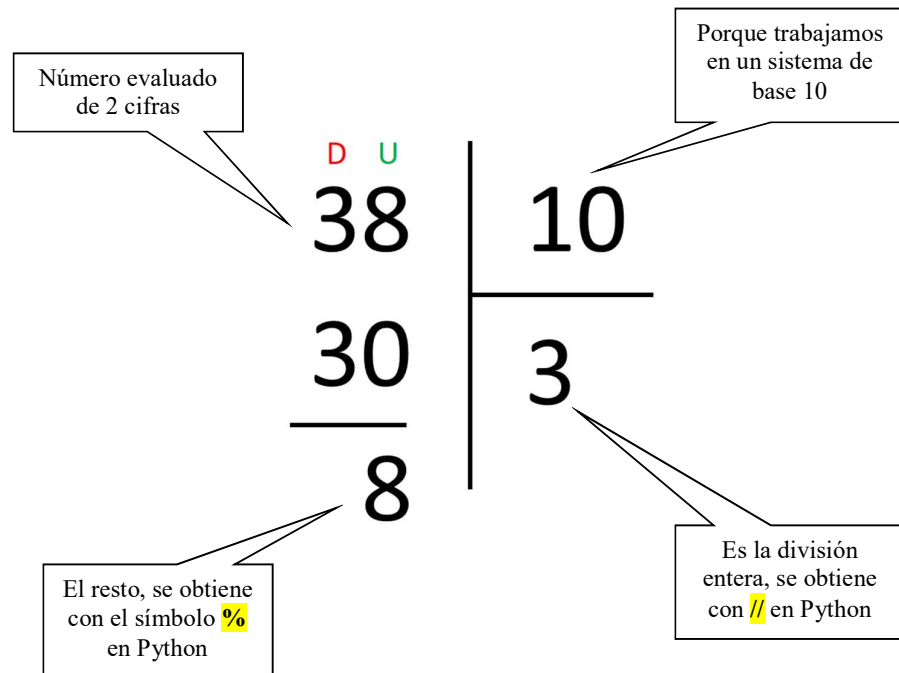 Porque trabajamos
en un sistema de
base 10
Número evaluado
de 2 cifras
D U
38
10
30
3
8
El resto, se obtiene
con el símbolo %
en Python
Es la división
entera, se obtiene
con // en Python